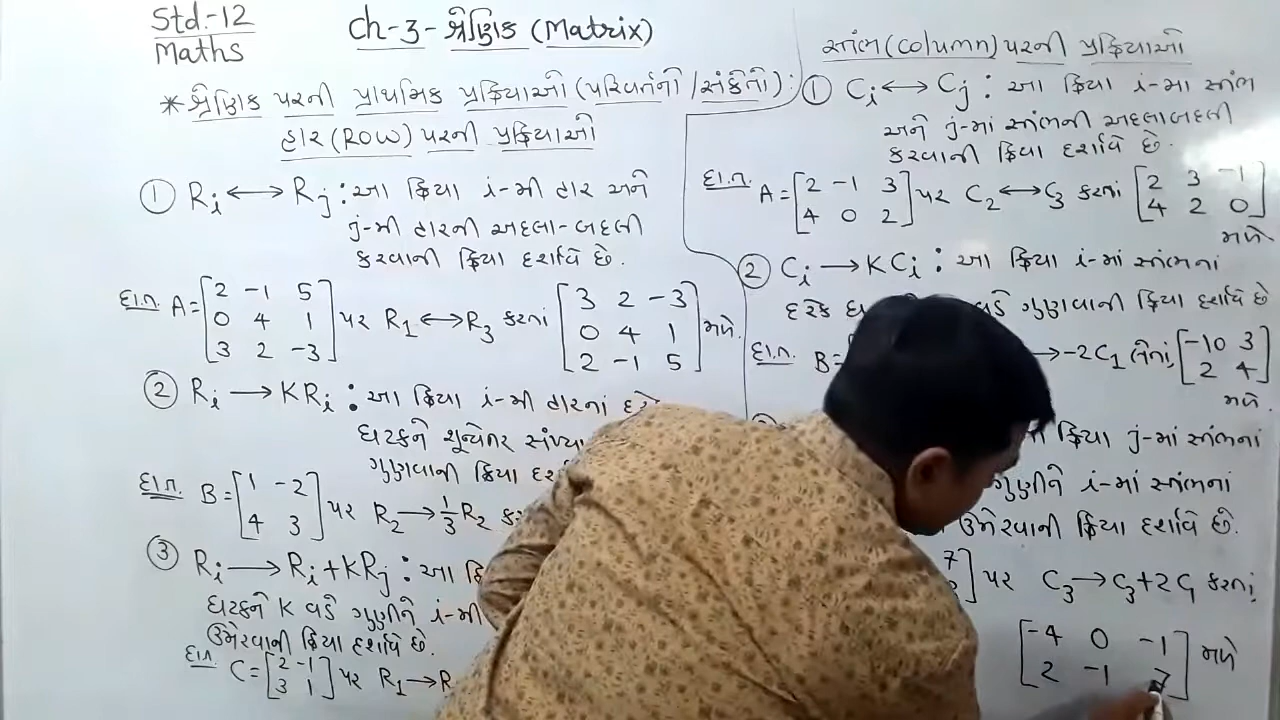 Std.-12
Maths
Ch-3-શ્રેણિક (Matrix)
*શ્રેણિક પરની પ્રાથમિક પ્રક્રિયાઓ (પરિવર્તનો/સંકેતો):
હાર (ROW) પરની પ્રક્રિયાઓ
① Ri ⟷ Rj : આ ક્રિયા i-મી હાર અને
j-મી હારની અદલા-બદલી
કરવાની ક્રિયા દર્શાવે છે.
દા.ત. A = [2 -1 5; 0 4 1; 3 2 -3] પર R1 ⟷ R3 કરતાં [3 2 -3; 0 4 1; 2 -1 5] મળે.
② Ri ⟶ KRi : આ ક્રિયા i-મી હારનાં
ઘટકને શૂન્યેતર સંખ્યા
ગુણવાની ક્રિયા
દા.ત. B = [1 -2; 4 3] પર R2 ⟶ 1/3 R2
③ Ri ⟶ Ri + KRj : આ
ઘટકને K વડે ગુણીને i-મી
ઉમેરવાની ક્રિયા દર્શાવે છે.
દા.ત. C = [2 -1; 3 1] પર R1 ⟶ R
સ્તંભ (Column) પરની પ્રક્રિયાઓ
① Ci ⟷ Cj : આ ક્રિયા i-માં સ્તંભ
અને j-માં સ્તંભની અદલાબદલી
કરવાની ક્રિયા દર્શાવે છે.
દા.ત. A = [2 -1 3; 4 0 2] પર C2 ⟷ C3 કરતાં [2 3 -1; 4 2 0]
મળે
② Ci ⟶ KCi : આ ક્રિયા i-માં સ્તંભનાં
દરેક વડે ગુણવાની ક્રિયા દર્શાવે છે
દા.ત. B = ⟶ -2C1 લેતાં, [-10 3; 2 4]
મળે.
ક્રિયા j-માં સ્તંભનાં
ગુણીને i-માં સ્તંભનાં
ઉમેરવાની ક્રિયા દર્શાવે છે.
7] પર C3 ⟶ C3 + 2C1 કરતાં,
[-4 0 -1; 2 -1 7] મળે